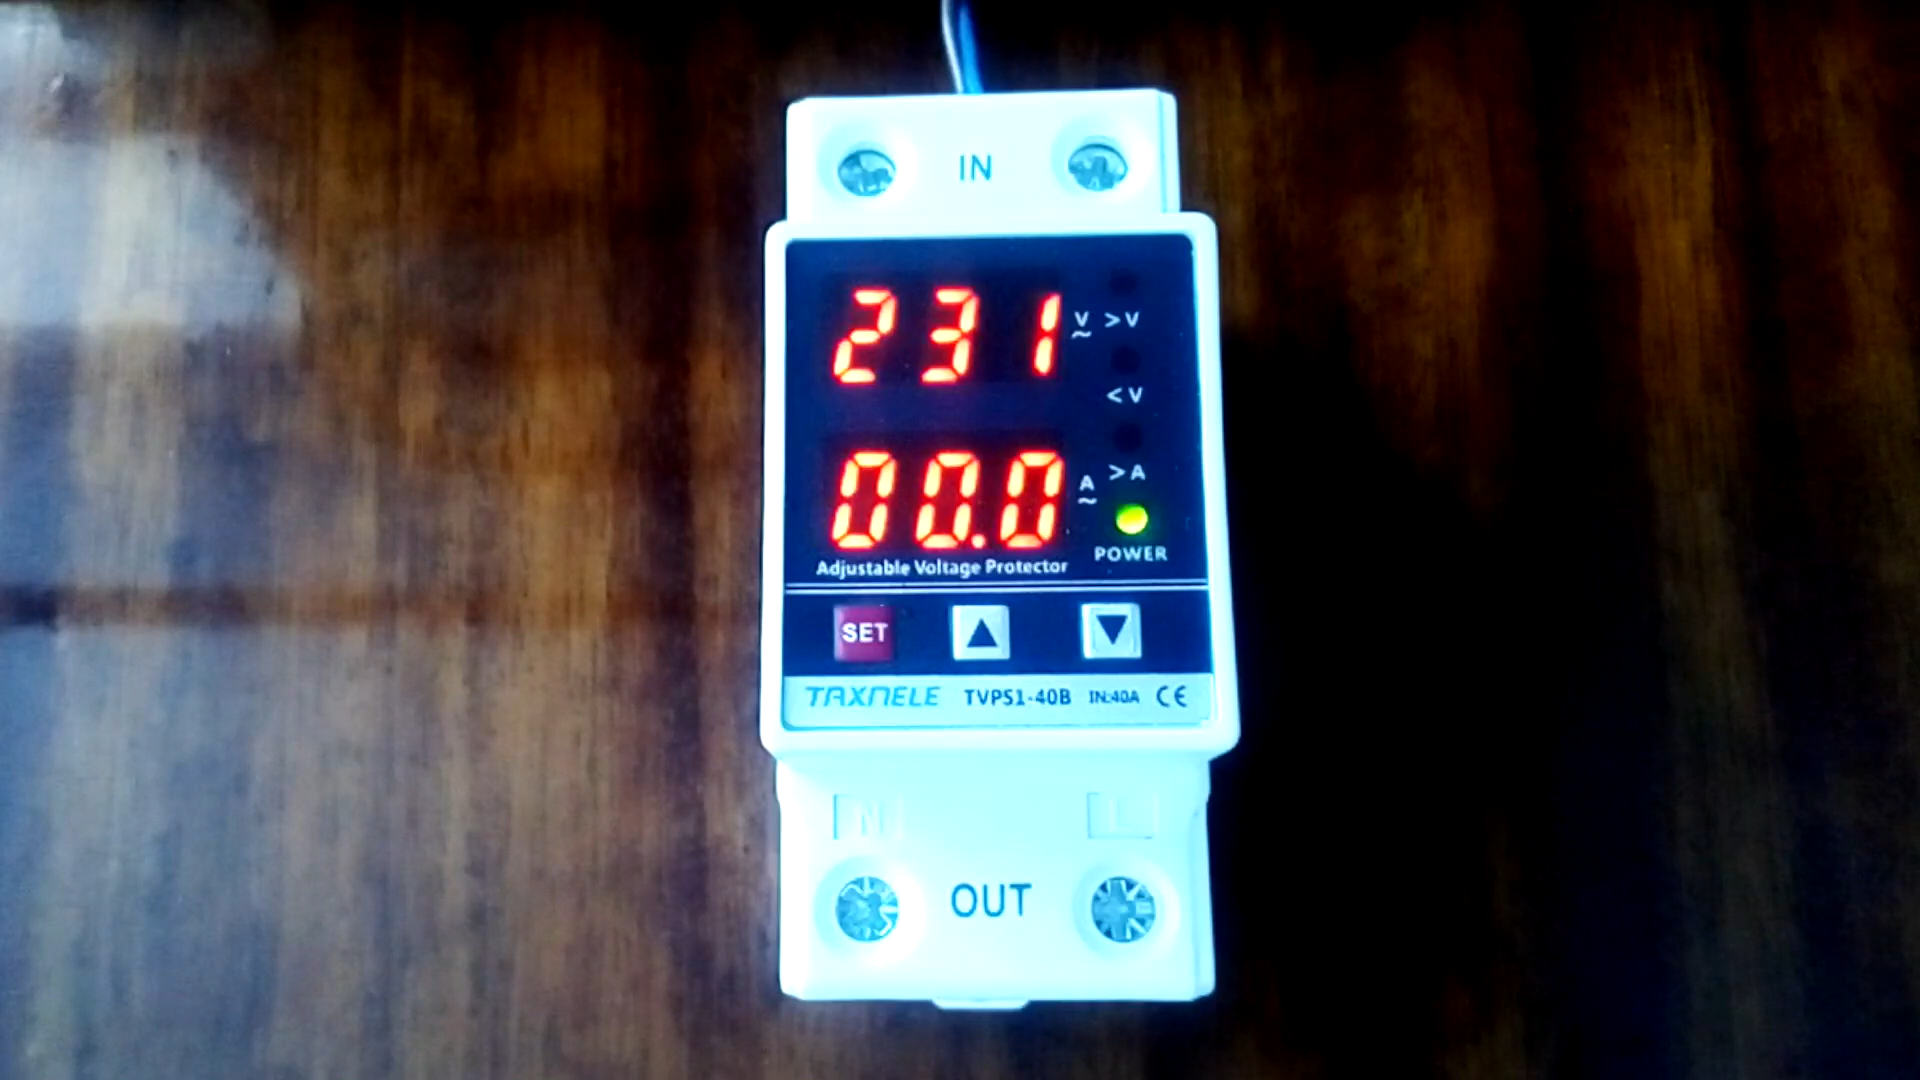 IN
231 V~ >V
<V
00.0 A~ >A
POWER
Adjustable Voltage Protector
SET ▲ ▼
TAXNELE TVPS1-40B IN:40A CE
N L
OUT